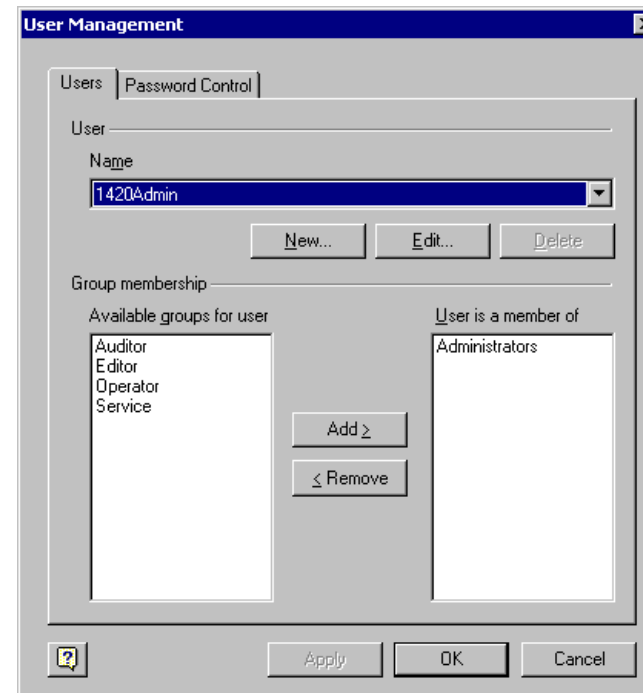 User Management
Users Password Control
User
Name
1420Admin
New... Edit... Delete
Group membership
Available groups for user User is a member of
Auditor Administrators
Editor
Operator
Service
Add >
< Remove
Apply OK Cancel